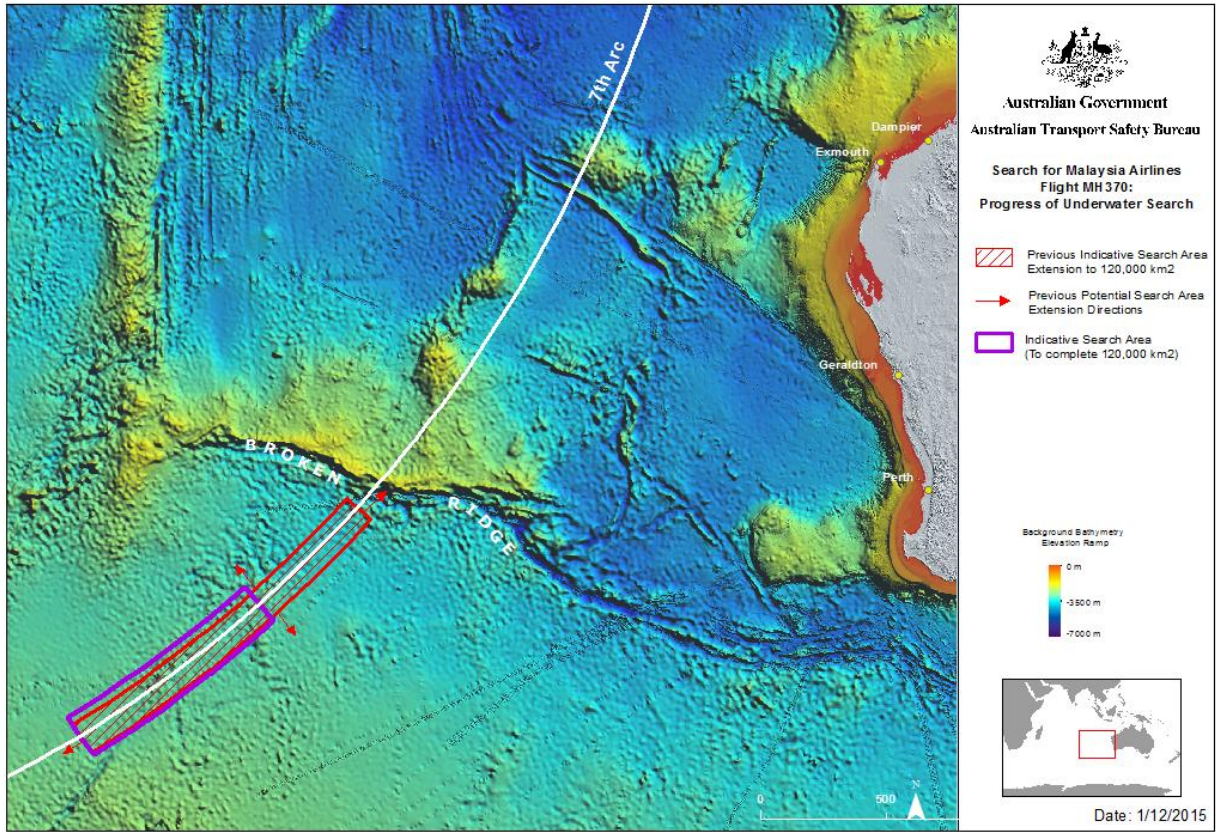 7th Arc
Dampier
Exmouth
Geraldton
Perth
BROKEN
RIDGE
0
500
N
Australian Government
Australian Transport Safety Bureau
Search for Malaysia Airlines
Flight MH370:
Progress of Underwater Search
Previous Indicative Search Area
Extension to 120,000 km2
Previous Potential Search Area
Extension Directions
Indicative Search Area
(To complete 120,000 km2)
Background Bathymetry
Elevation Ramp
0 m
-3500 m
-7000 m
Date: 1/12/2015